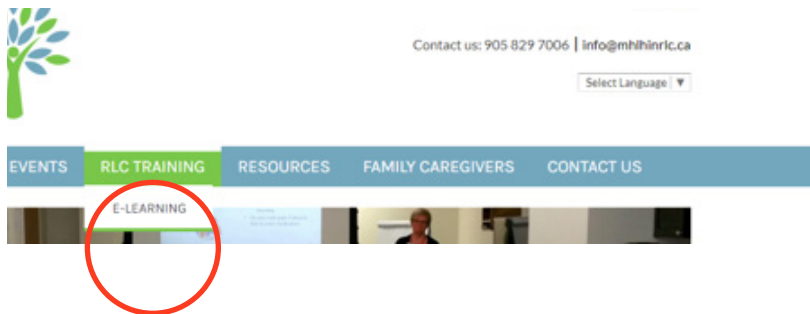 Contact us: 905 829 7006 | info@mhlhinrlc.ca
Select Language ▼
EVENTS RLC TRAINING RESOURCES FAMILY CAREGIVERS CONTACT US
E-LEARNING